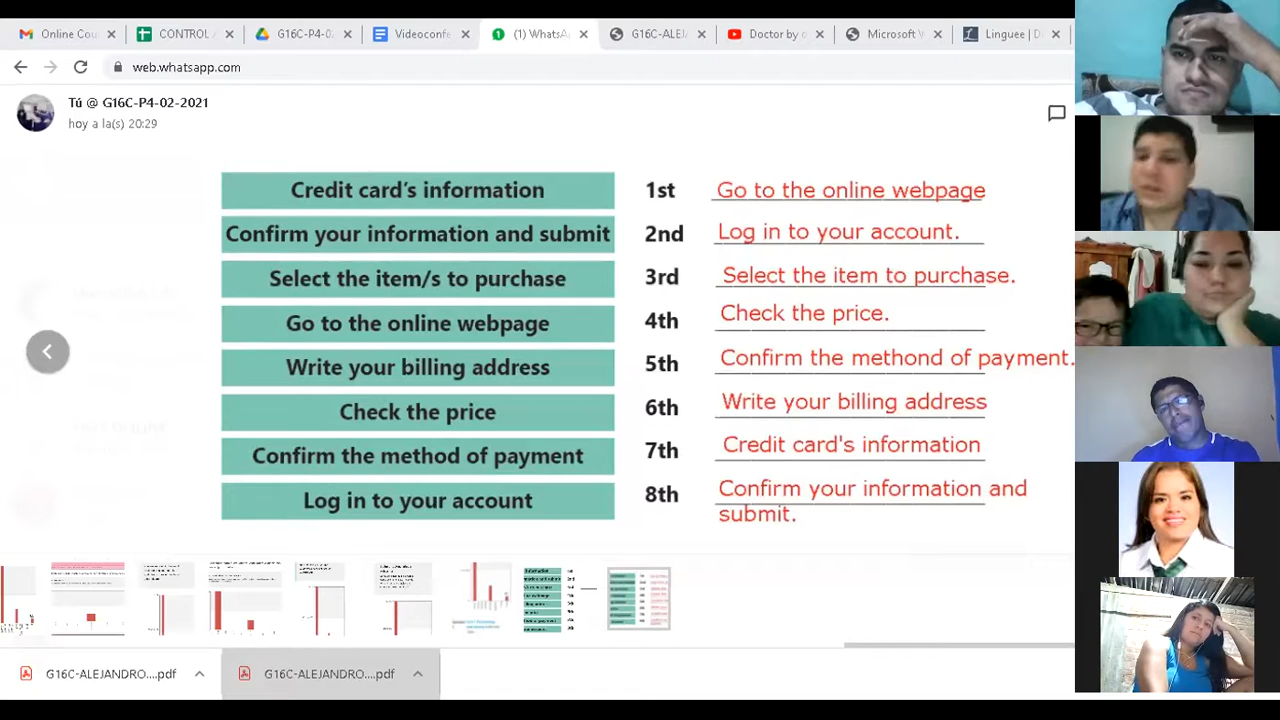 Online Cou
CONTROL
G16C-P4-0
Videoconfe
(1) WhatsA
G16C-ALEJ
Doctor by
Microsoft
Linguee | D
web.whatsapp.com
Tú @ G16C-P4-02-2021
hoy a la(s) 20:29
Credit card's information 1st Go to the online webpage
Confirm your information and submit 2nd Log in to your account.
Select the item/s to purchase 3rd Select the item to purchase.
Go to the online webpage 4th Check the price.
Write your billing address 5th Confirm the methond of payment.
Check the price 6th Write your billing address
Confirm the method of payment 7th Credit card's information
Log in to your account 8th Confirm your information and
submit.
G16C-ALEJANDRO....pdf
G16C-ALEJANDRO....pdf